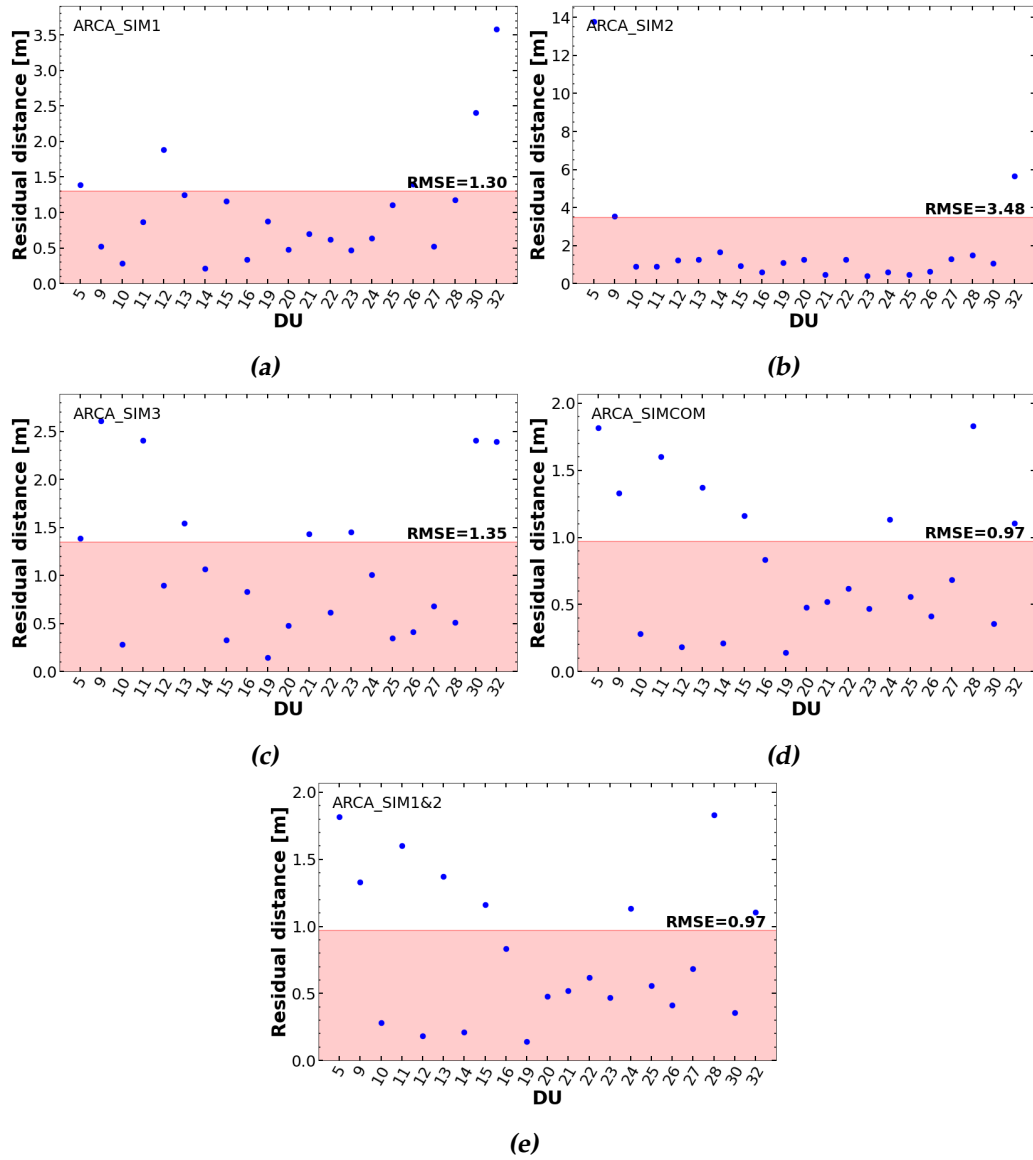 ARCA_SIM1
Residual distance [m]
3.5
3.0
2.5
2.0
1.5
1.0
0.5
0.0
RMSE=1.30
5 9 10 11 12 13 14 15 16 19 20 21 22 23 24 25 26 27 28 30 32
DU
(a)
ARCA_SIM2
Residual distance [m]
14
12
10
8
6
4
2
0
RMSE=3.48
5 9 10 11 12 13 14 15 16 19 20 21 22 23 24 25 26 27 28 30 32
DU
(b)
ARCA_SIM3
Residual distance [m]
2.5
2.0
1.5
1.0
0.5
0.0
RMSE=1.35
5 9 10 11 12 13 14 15 16 19 20 21 22 23 24 25 26 27 28 30 32
DU
(c)
ARCA_SIMCOM
Residual distance [m]
2.0
1.5
1.0
0.5
0.0
RMSE=0.97
5 9 10 11 12 13 14 15 16 19 20 21 22 23 24 25 26 27 28 30 32
DU
(d)
ARCA_SIM1&2
Residual distance [m]
2.0
1.5
1.0
0.5
0.0
RMSE=0.97
5 9 10 11 12 13 14 15 16 19 20 21 22 23 24 25 26 27 28 30 32
DU
(e)